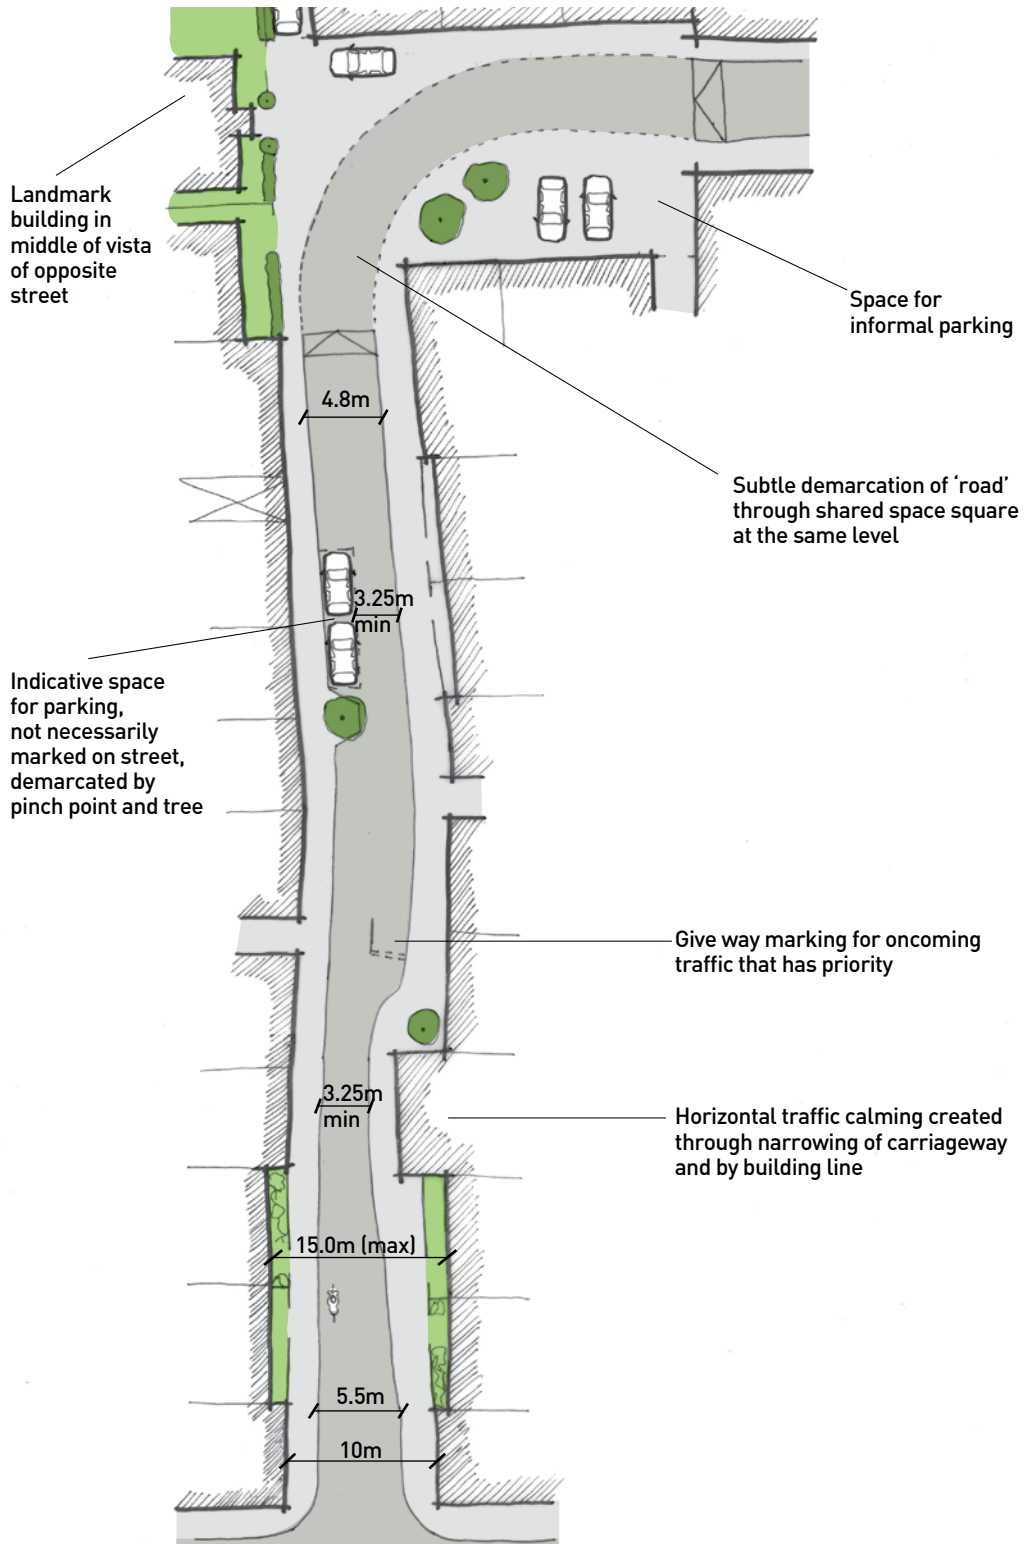 Landmark
building in
middle of vista
of opposite
street
Space for
informal parking
4.8m
Subtle demarcation of ‘road’
through shared space square
at the same level
3.25m
min
Indicative space
for parking,
not necessarily
marked on street,
demarcated by
pinch point and tree
Give way marking for oncoming
traffic that has priority
3.25m
min
Horizontal traffic calming created
through narrowing of carriageway
and by building line
15.0m (max)
5.5m
10m